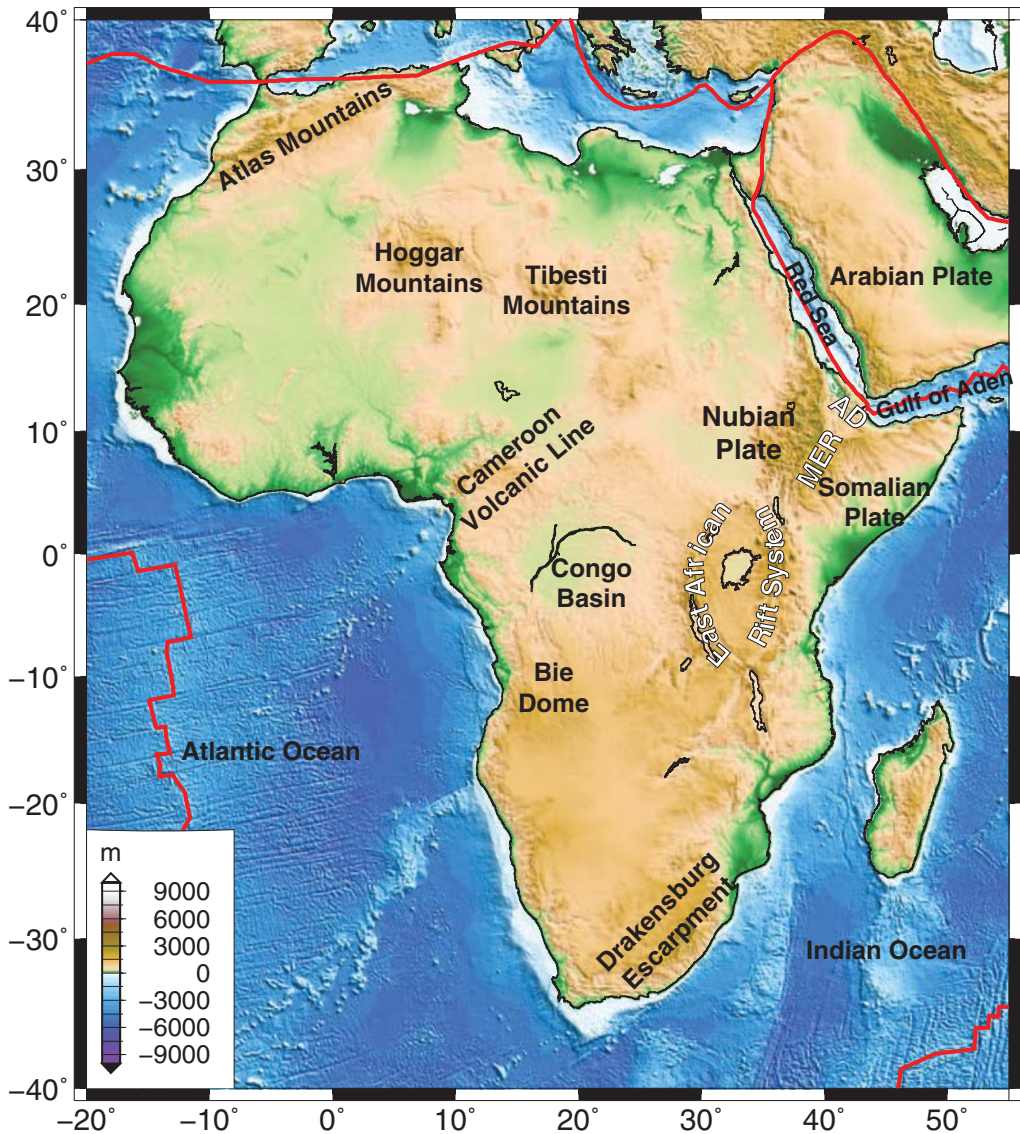 40°
30°
20°
10°
0°
−10°
−20°
−30°
−40°
Atlas Mountains
Hoggar
Mountains
Tibesti
Mountains
Arabian Plate
Red Sea
Gulf of Aden
AD
MER
Nubian
Plate
Cameroon
Volcanic Line
Somalian
Plate
East African
Rift System
Congo
Basin
Bie
Dome
Atlantic Ocean
Drakensburg
Escarpment
Indian Ocean
m
9000
6000
3000
0
−3000
−6000
−9000
−20°
−10°
0°
10°
20°
30°
40°
50°